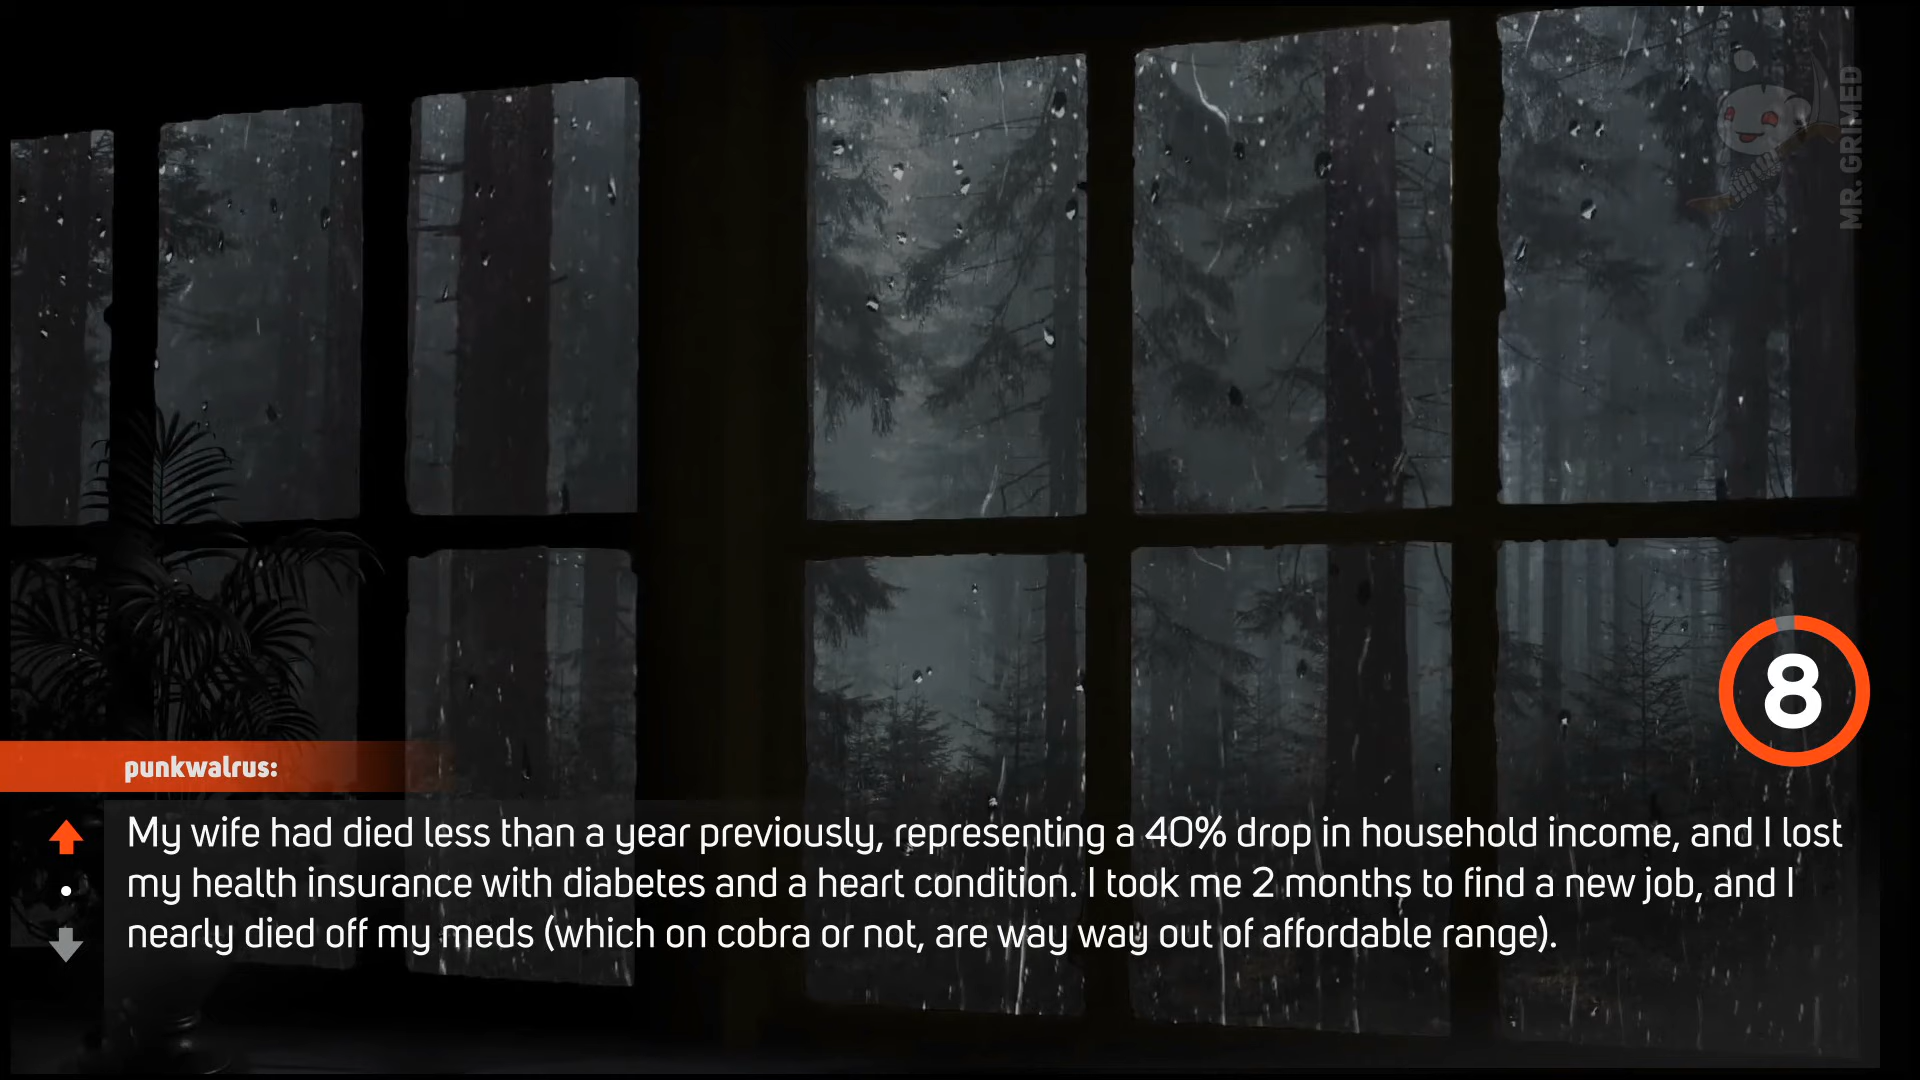 MR. GRIMED
8
punkwalrus:
My wife had died less than a year previously, representing a 40% drop in household income, and I lost
my health insurance with diabetes and a heart condition. I took me 2 months to find a new job, and I
nearly died off my meds (which on cobra or not, are way way out of affordable range).